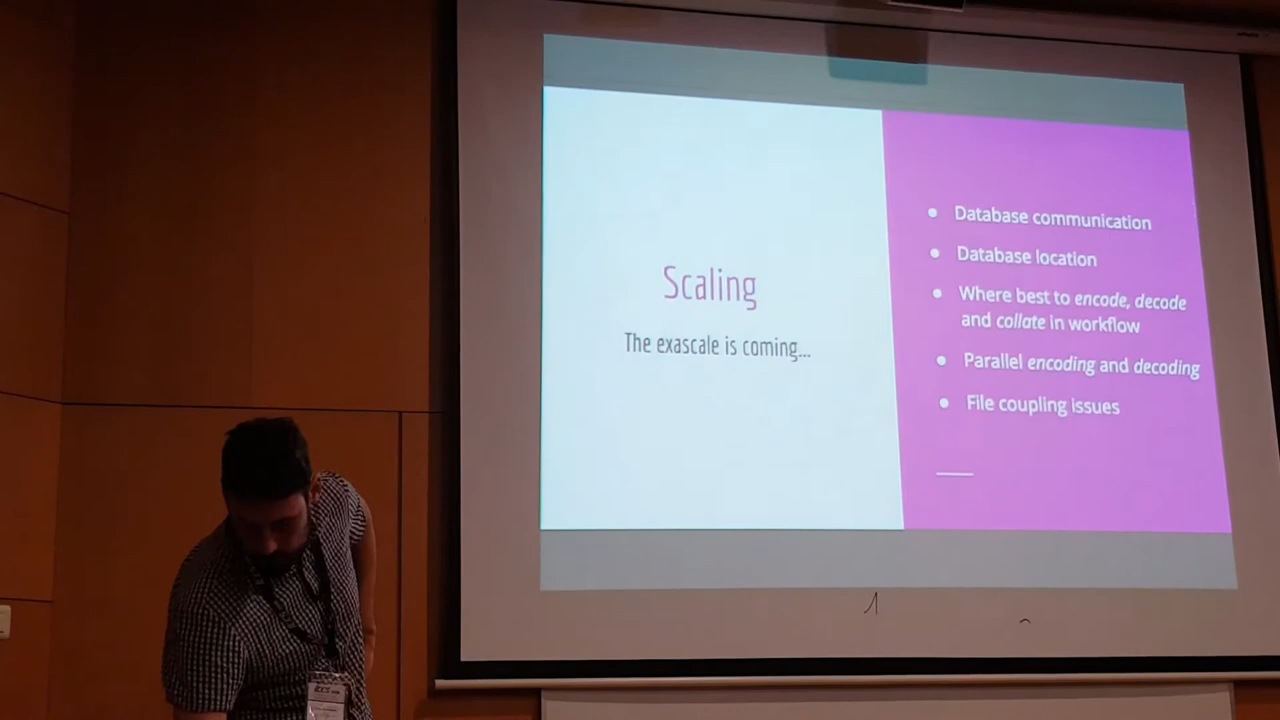 Scaling
The exascale is coming...
Database communication
Database location
Where best to encode, decode
and collate in workflow
Parallel encoding and decoding
File coupling issues